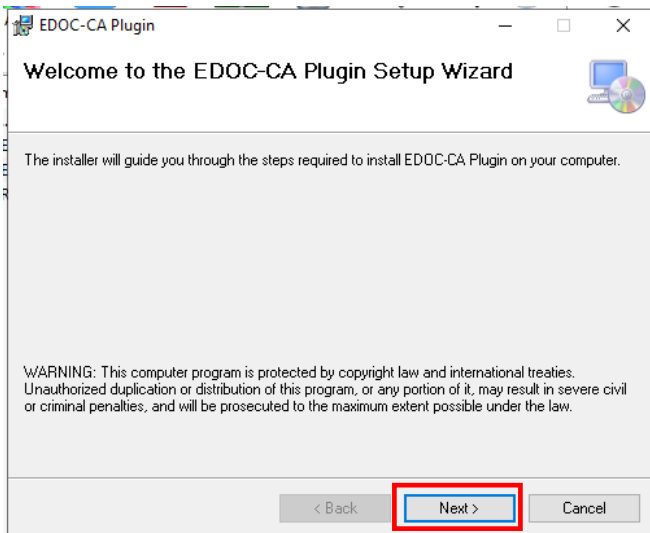 EDOC-CA Plugin
Welcome to the EDOC-CA Plugin Setup Wizard
The installer will guide you through the steps required to install EDOC-CA Plugin on your computer.
WARNING: This computer program is protected by copyright law and international treaties.
Unauthorized duplication or distribution of this program, or any portion of it, may result in severe civil
or criminal penalties, and will be prosecuted to the maximum extent possible under the law.
< Back Next > Cancel